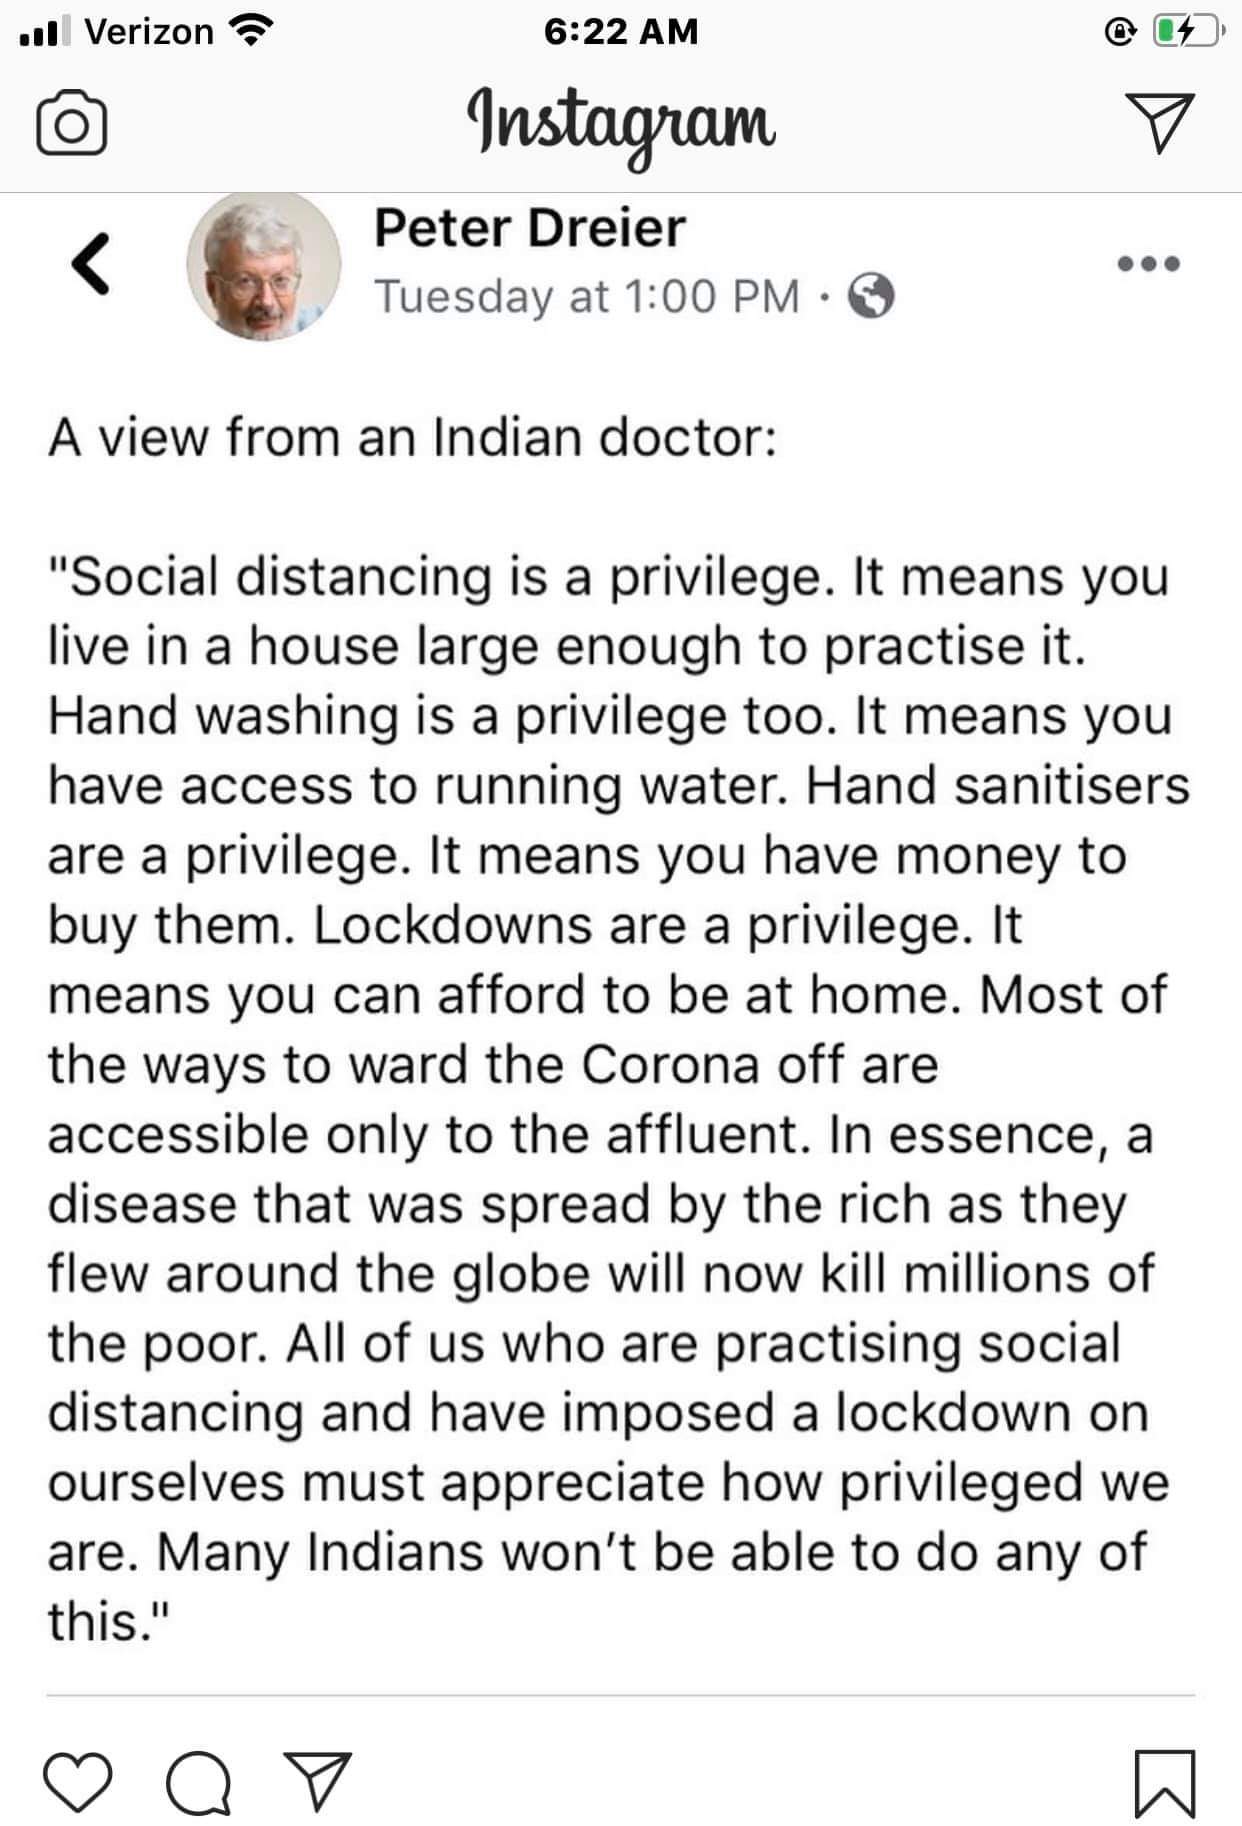 Verizon 6:22 AM
Instagram
Peter Dreier
Tuesday at 1:00 PM ·
A view from an Indian doctor:
"Social distancing is a privilege. It means you
live in a house large enough to practise it.
Hand washing is a privilege too. It means you
have access to running water. Hand sanitisers
are a privilege. It means you have money to
buy them. Lockdowns are a privilege. It
means you can afford to be at home. Most of
the ways to ward the Corona off are
accessible only to the affluent. In essence, a
disease that was spread by the rich as they
flew around the globe will now kill millions of
the poor. All of us who are practising social
distancing and have imposed a lockdown on
ourselves must appreciate how privileged we
are. Many Indians won't be able to do any of
this."